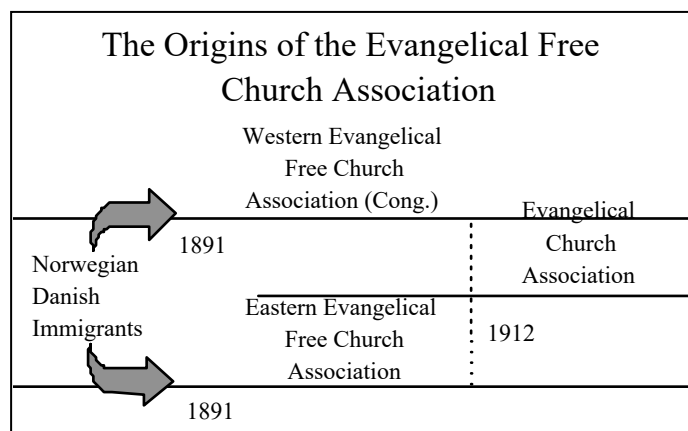 The Origins of the Evangelical Free
Church Association
Western Evangelical
Free Church
Association (Cong.)
1891
Norwegian
Danish
Immigrants
Evangelical
Church
Association
Eastern Evangelical
Free Church
Association
1912
1891